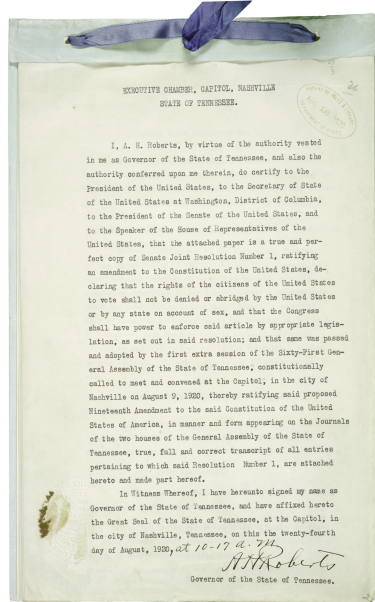 EXECUTIVE CHAMBER, CAPITOL, NASHVILLE
STATE OF TENNESSEE.
26
I, A. H. Roberts, by virtue of the authority vested
in me as Governor of the State of Tennessee, and also the
authority conferred upon me therein, do certify to the
President of the United States, to the Secretary of State
of the United States at Washington, District of Columbia,
to the President of the Senate of the United States, and
to the Speaker of the House of Representatives of the
United States, that the attached paper is a true and per-
fect copy of Senate Joint Resolution Number 1, ratifying
an amendment to the Constitution of the United States, de-
claring that the rights of the citizens of the United States
to vote shall not be denied or abridged by the United States
or by any state on account of sex, and that the Congress
shall have power to enforce said article by appropriate legis-
lation, as set out in said resolution; and that same was passed
and adopted by the first extra session of the Sixty-First Gen-
eral Assembly of the State of Tennessee, constitutionally
called to meet and convened at the Capitol, in the city of
Nashville on August 9, 1920, thereby ratifying said proposed
Nineteenth Amendment to the said Constitution of the United
States of America, in manner and form appearing on the Journals
of the two houses of the General Assembly of the State of
Tennessee, true, full and correct transcript of all entries
pertaining to which said Resolution Number 1, are attached
hereto and made part hereof.
In Witness Whereof, I have hereunto signed my name as
Governor of the State of Tennessee, and have affixed hereto
the Great Seal of the State of Tennessee, at the Capitol, in
the city of Nashville, Tennessee, on this the twenty-fourth
day of August, 1920, at 10-17 a.m
A H Roberts
Governor of the State of Tennessee.